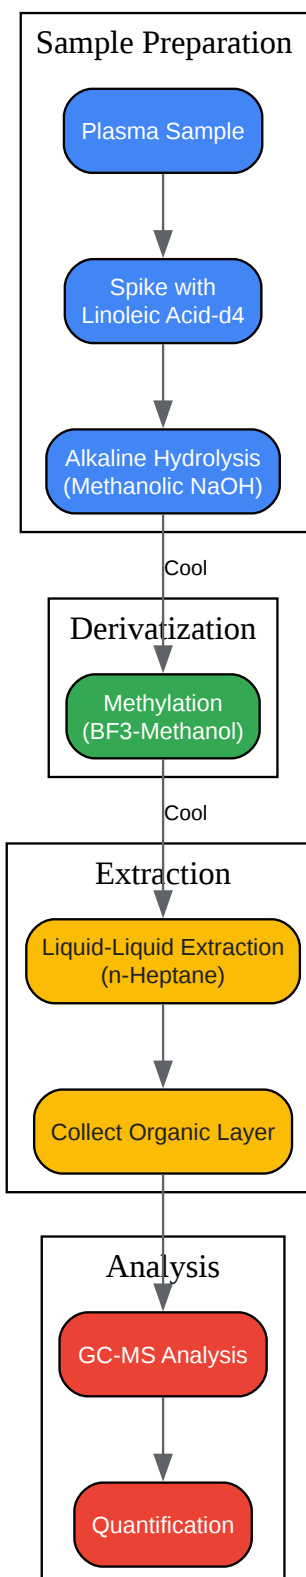 Sample Preparation
Plasma Sample
Spike with
Linoleic Acid-d4
Alkaline Hydrolysis
(Methanolic NaOH)
Cool
Derivatization
Methylation
(BF3-Methanol)
Cool
Extraction
Liquid-Liquid Extraction
(n-Heptane)
Collect Organic Layer
Analysis
GC-MS Analysis
Quantification